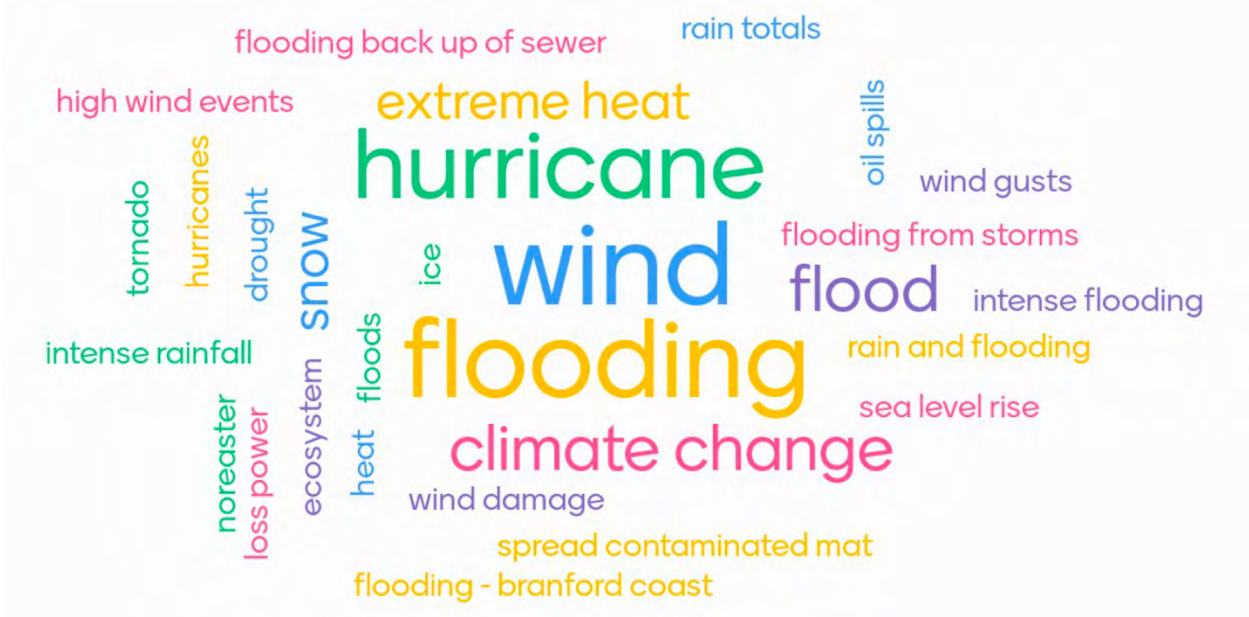 rain totals
flooding back up of sewer
high wind events
extreme heat
oil spills
hurricanes
hurricane
wind gusts
tornado
drought
snow
ice
wind
flooding from storms
flood
intense flooding
intense rainfall
floods
flooding
rain and flooding
sea level rise
noreaster
loss power
ecosystem
heat
climate change
wind damage
spread contaminated mat
flooding - branford coast